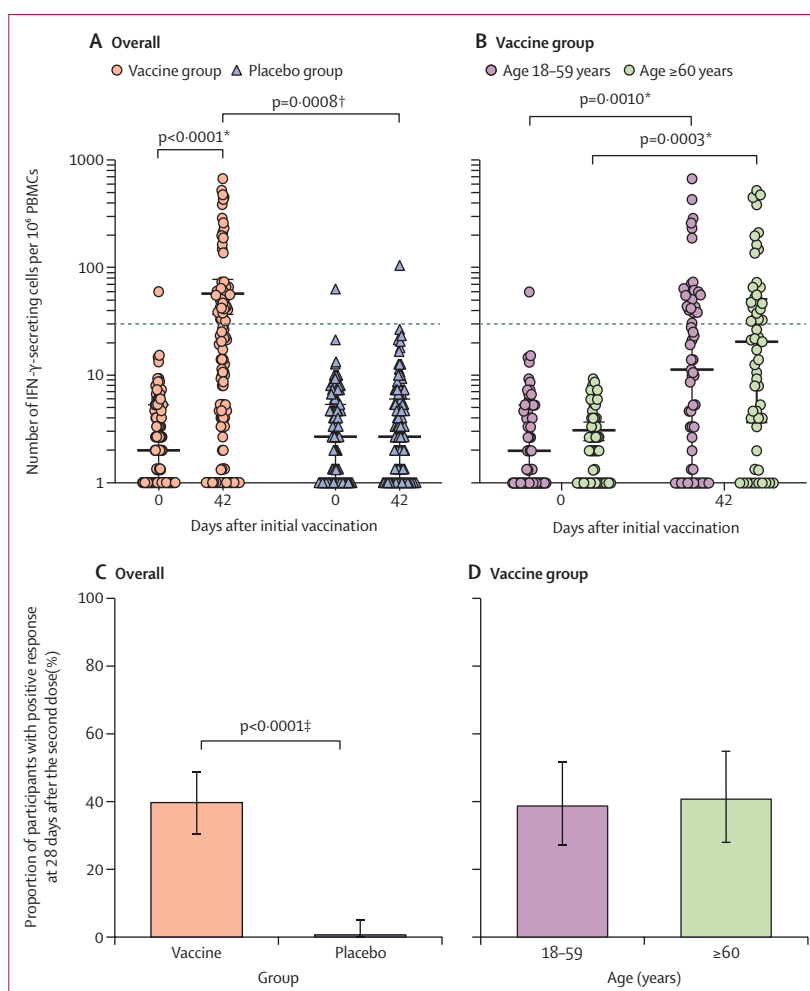 A Overall
Vaccine group
Placebo group
p=0·0008†
p<0·0001*
Number of IFN-γ-secreting cells per 10⁶ PBMCs
1000
100
10
1
0
42
0
42
Days after initial vaccination
B Vaccine group
Age 18–59 years
Age ≥60 years
p=0·0010*
p=0·0003*
0
42
Days after initial vaccination
C Overall
Proportion of participants with positive response
at 28 days after the second dose(%)
100
80
60
40
20
0
p<0·0001‡
Vaccine
Placebo
Group
D Vaccine group
18–59
≥60
Age (years)